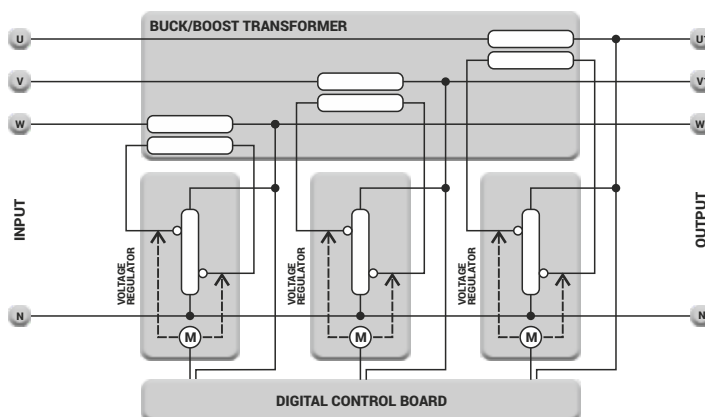 BUCK/BOOST TRANSFORMER
U
V
W
INPUT
OUTPUT
VOLTAGE
REGULATOR
VOLTAGE
REGULATOR
VOLTAGE
REGULATOR
N
M
M
M
DIGITAL CONTROL BOARD